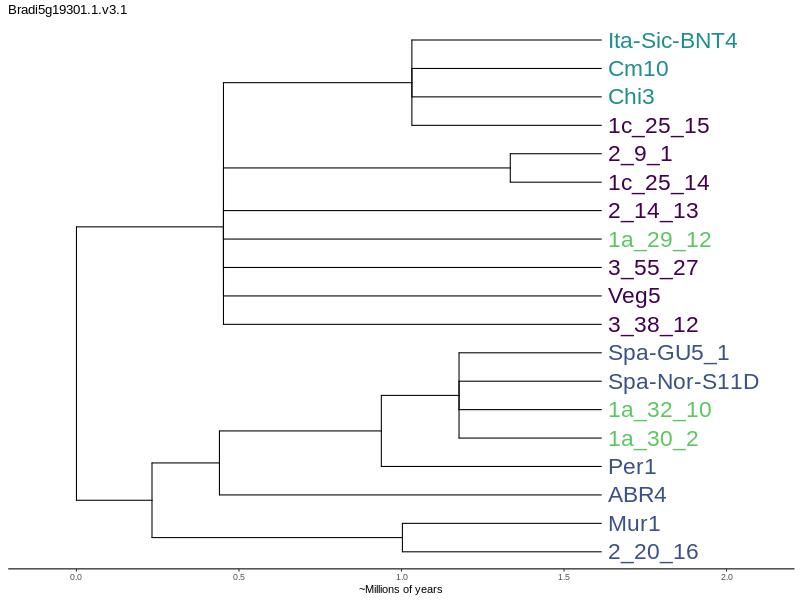 Bradi5g19301.1.v3.1
Ita-Sic-BNT4
Cm10
Chi3
1c_25_15
2_9_1
1c_25_14
2_14_13
1a_29_12
3_55_27
Veg5
3_38_12
Spa-GU5_1
Spa-Nor-S11D
1a_32_10
1a_30_2
Per1
ABR4
Mur1
2_20_16
0.0 0.5 1.0 1.5 2.0
~Millions of years